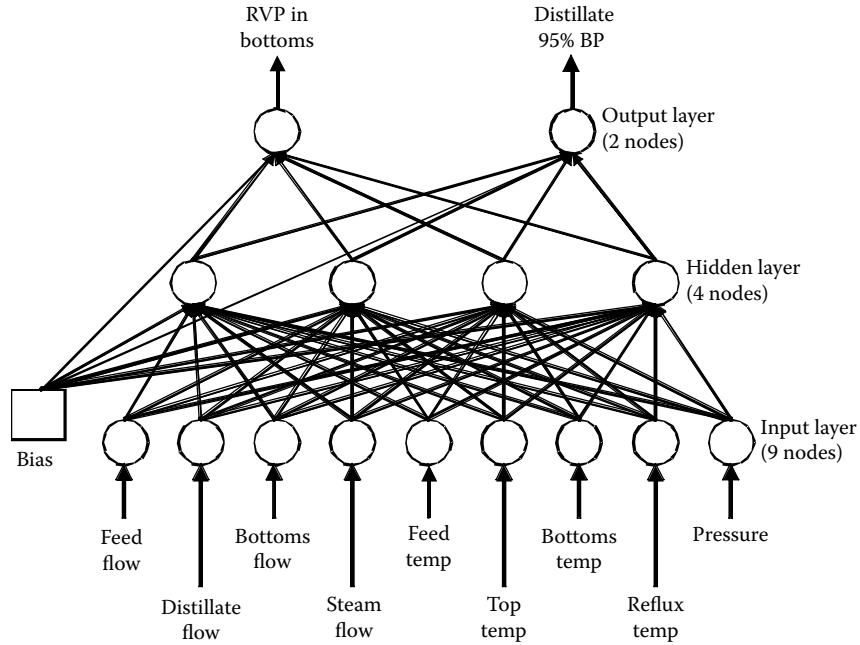 RVP in
bottoms
Distillate
95% BP
Output layer
(2 nodes)
Hidden layer
(4 nodes)
Input layer
(9 nodes)
Bias
Feed
flow
Bottoms
flow
Feed
temp
Bottoms
temp
Pressure
Distillate
flow
Steam
flow
Top
temp
Reflux
temp